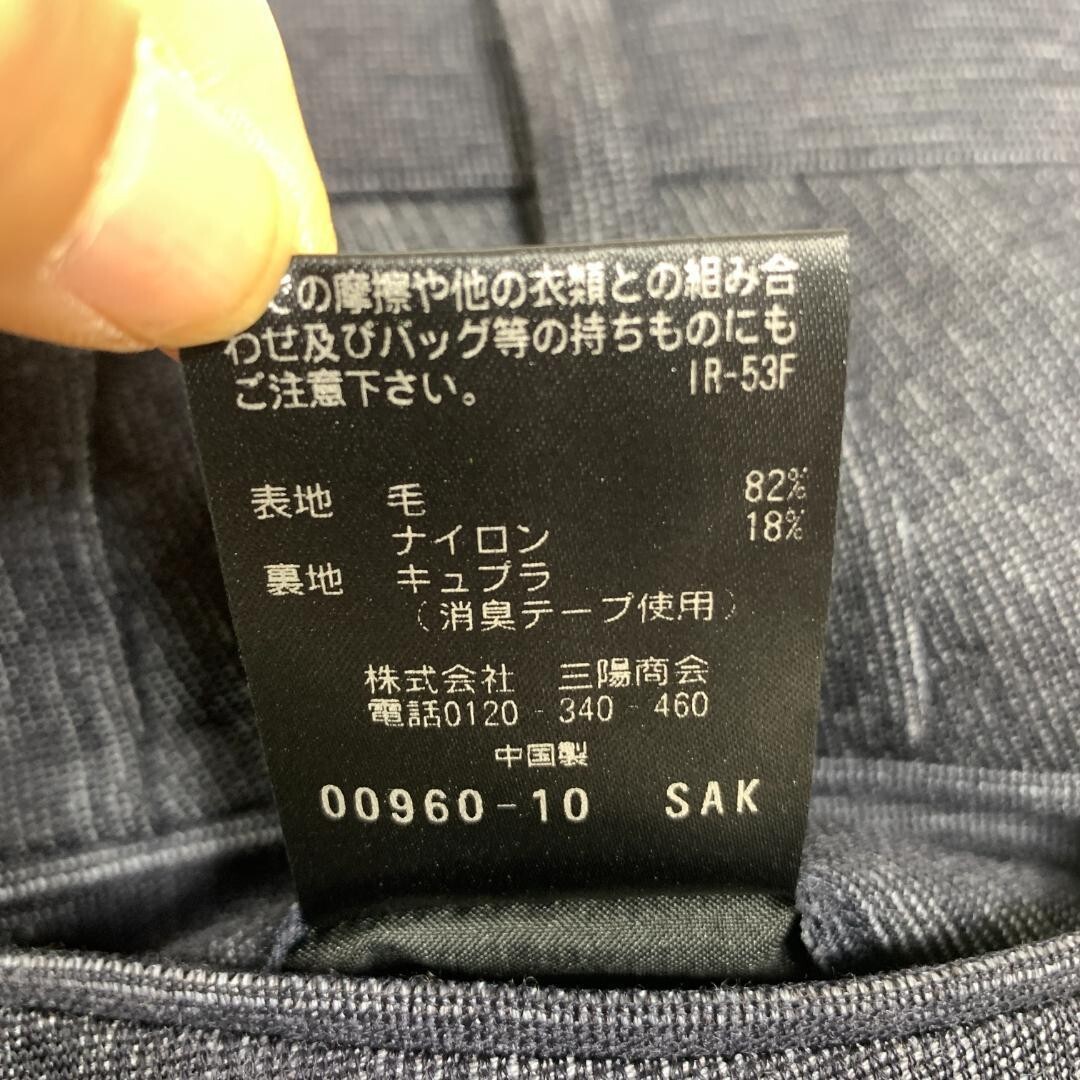 での摩擦や他の衣類との組み合
わせ及びバッグ等の持ちものにも
ご注意下さい。 IR-53F
表地 毛 82%
ナイロン 18%
裏地 キュプラ
（消臭テープ使用）
株式会社 三陽商会
電話0120-340-460
中国製
00960-10 SAK